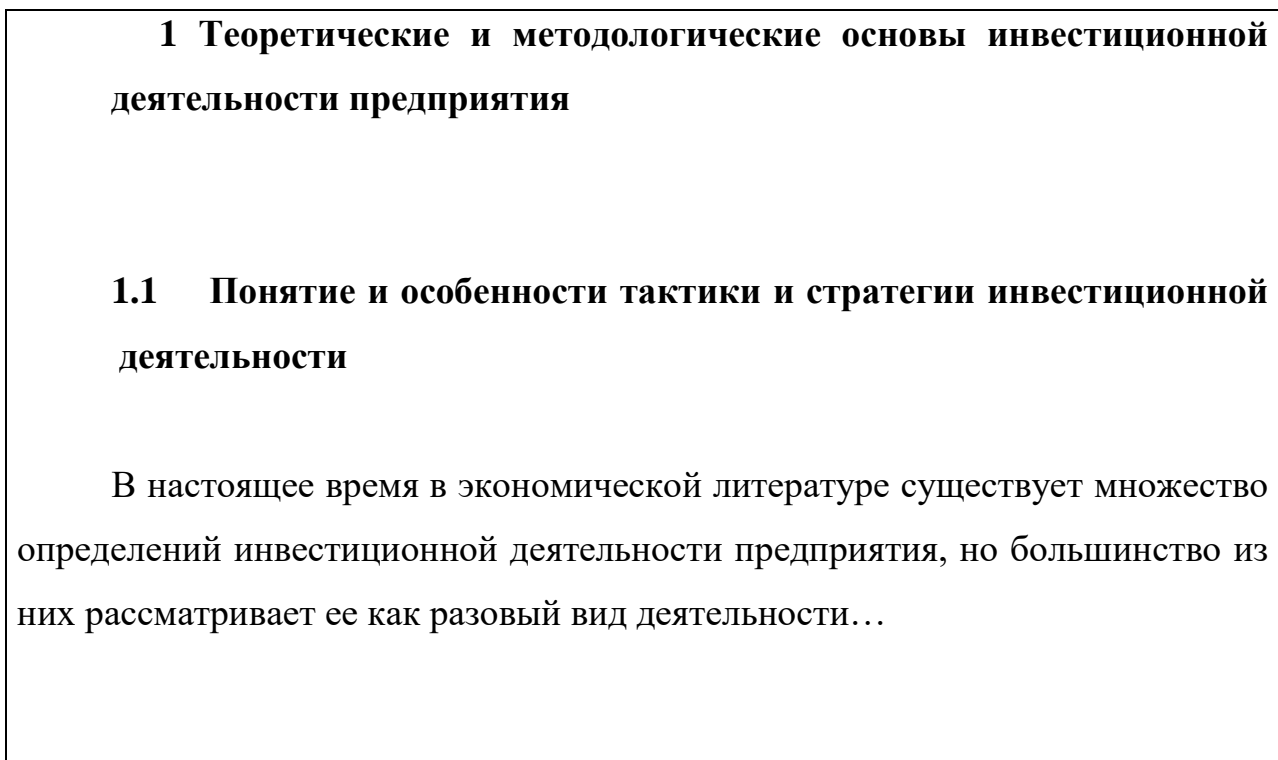 1 Теоретические и методологические основы инвестиционной
деятельности предприятия
1.1 Понятие и особенности тактики и стратегии инвестиционной
деятельности
В настоящее время в экономической литературе существует множество
определений инвестиционной деятельности предприятия, но большинство из
них рассматривает ее как разовый вид деятельности…